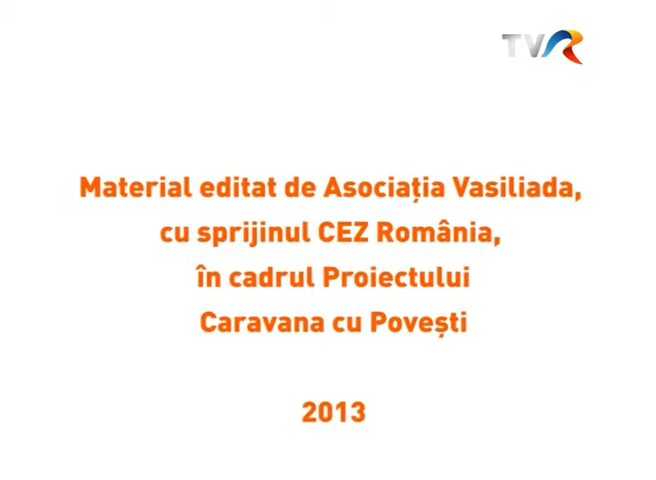 TVR
Material editat de Asociația Vasiliada,
cu sprijinul CEZ România,
în cadrul Proiectului
Caravana cu Povești
2013